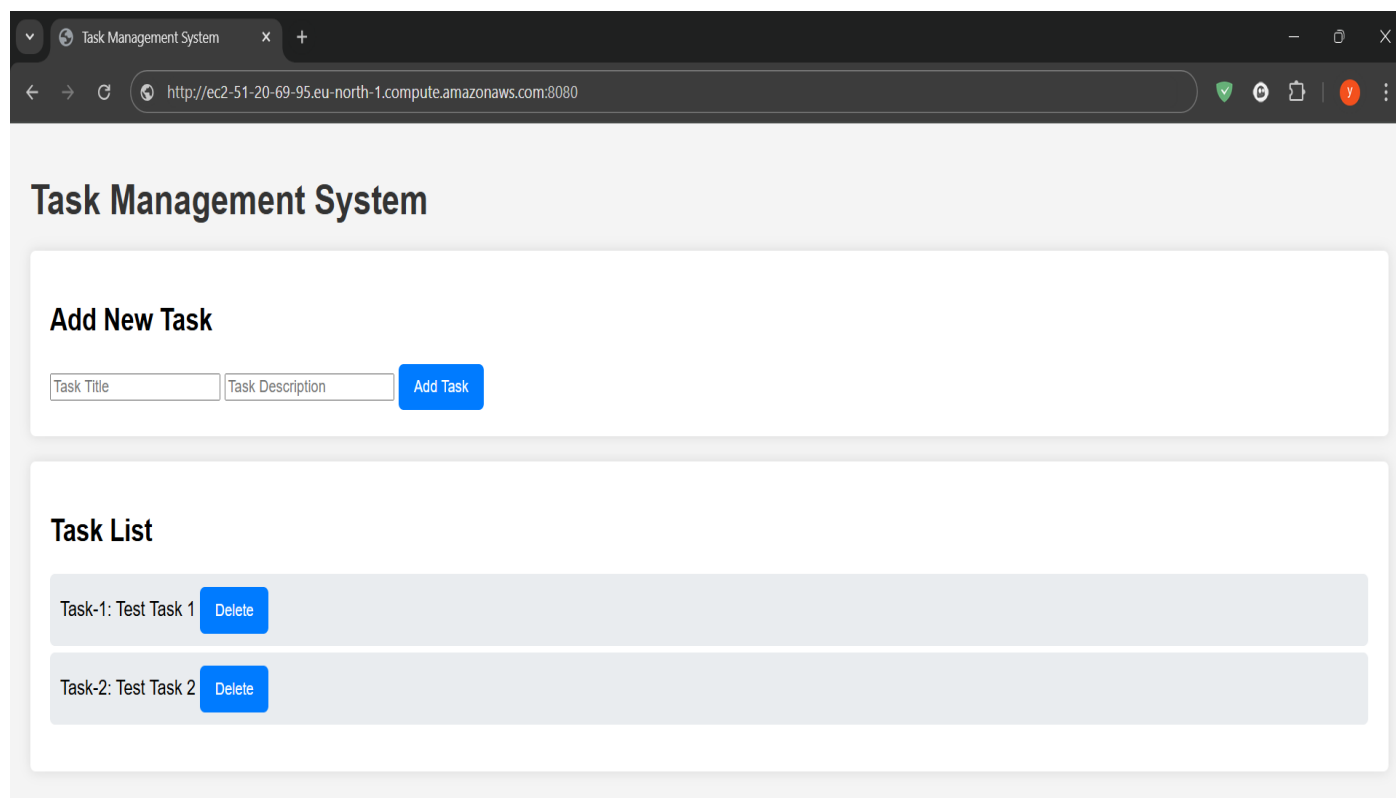 Task Management System
http://ec2-51-20-69-95.eu-north-1.compute.amazonaws.com:8080
y
Task Management System
Add New Task
Task Title Task Description Add Task
Task List
Task-1: Test Task 1 Delete
Task-2: Test Task 2 Delete